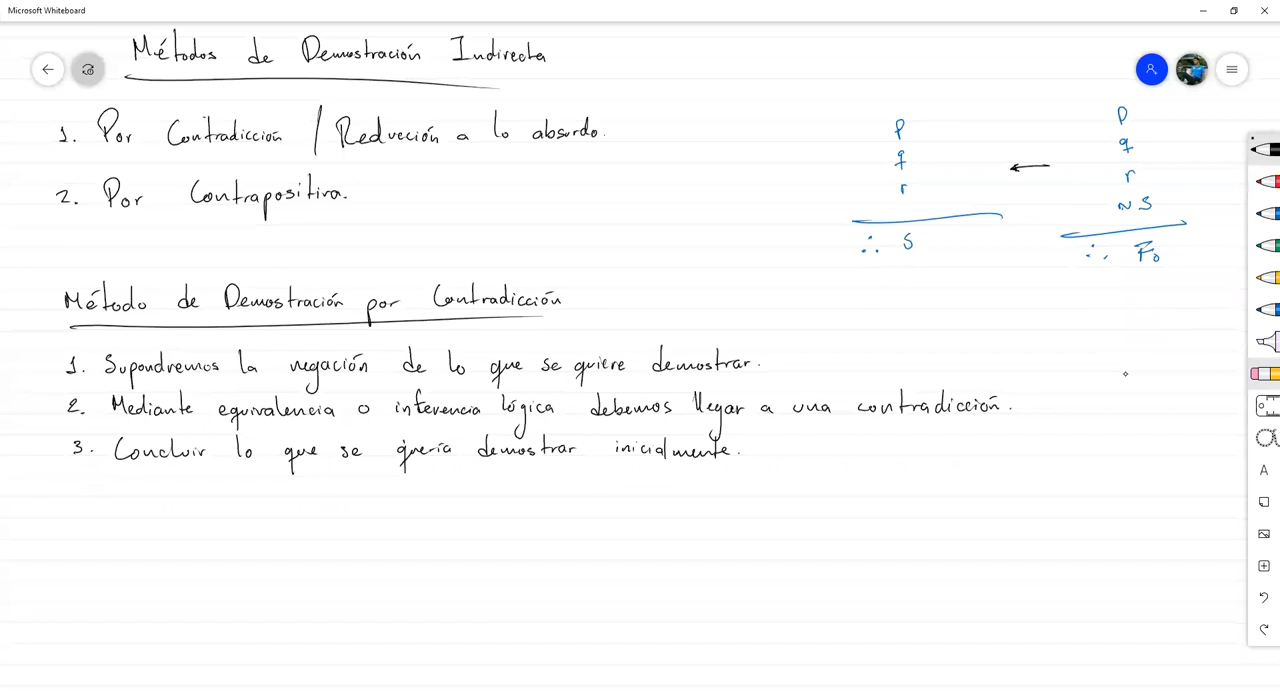 Microsoft Whiteboard
Métodos de Demostración Indirecta
1. Por Contradicción / Reducción a lo absurdo.
2. Por Contrapositiva.
p
q
r
∴ S
←
p
q
r
~ S
∴ F₀
Método de Demostración por Contradicción
1. Supondremos la negación de lo que se quiere demostrar.
2. Mediante equivalencia o inferencia lógica debemos llegar a una contradicción.
3. Concluir lo que se quería demostrar inicialmente.
A